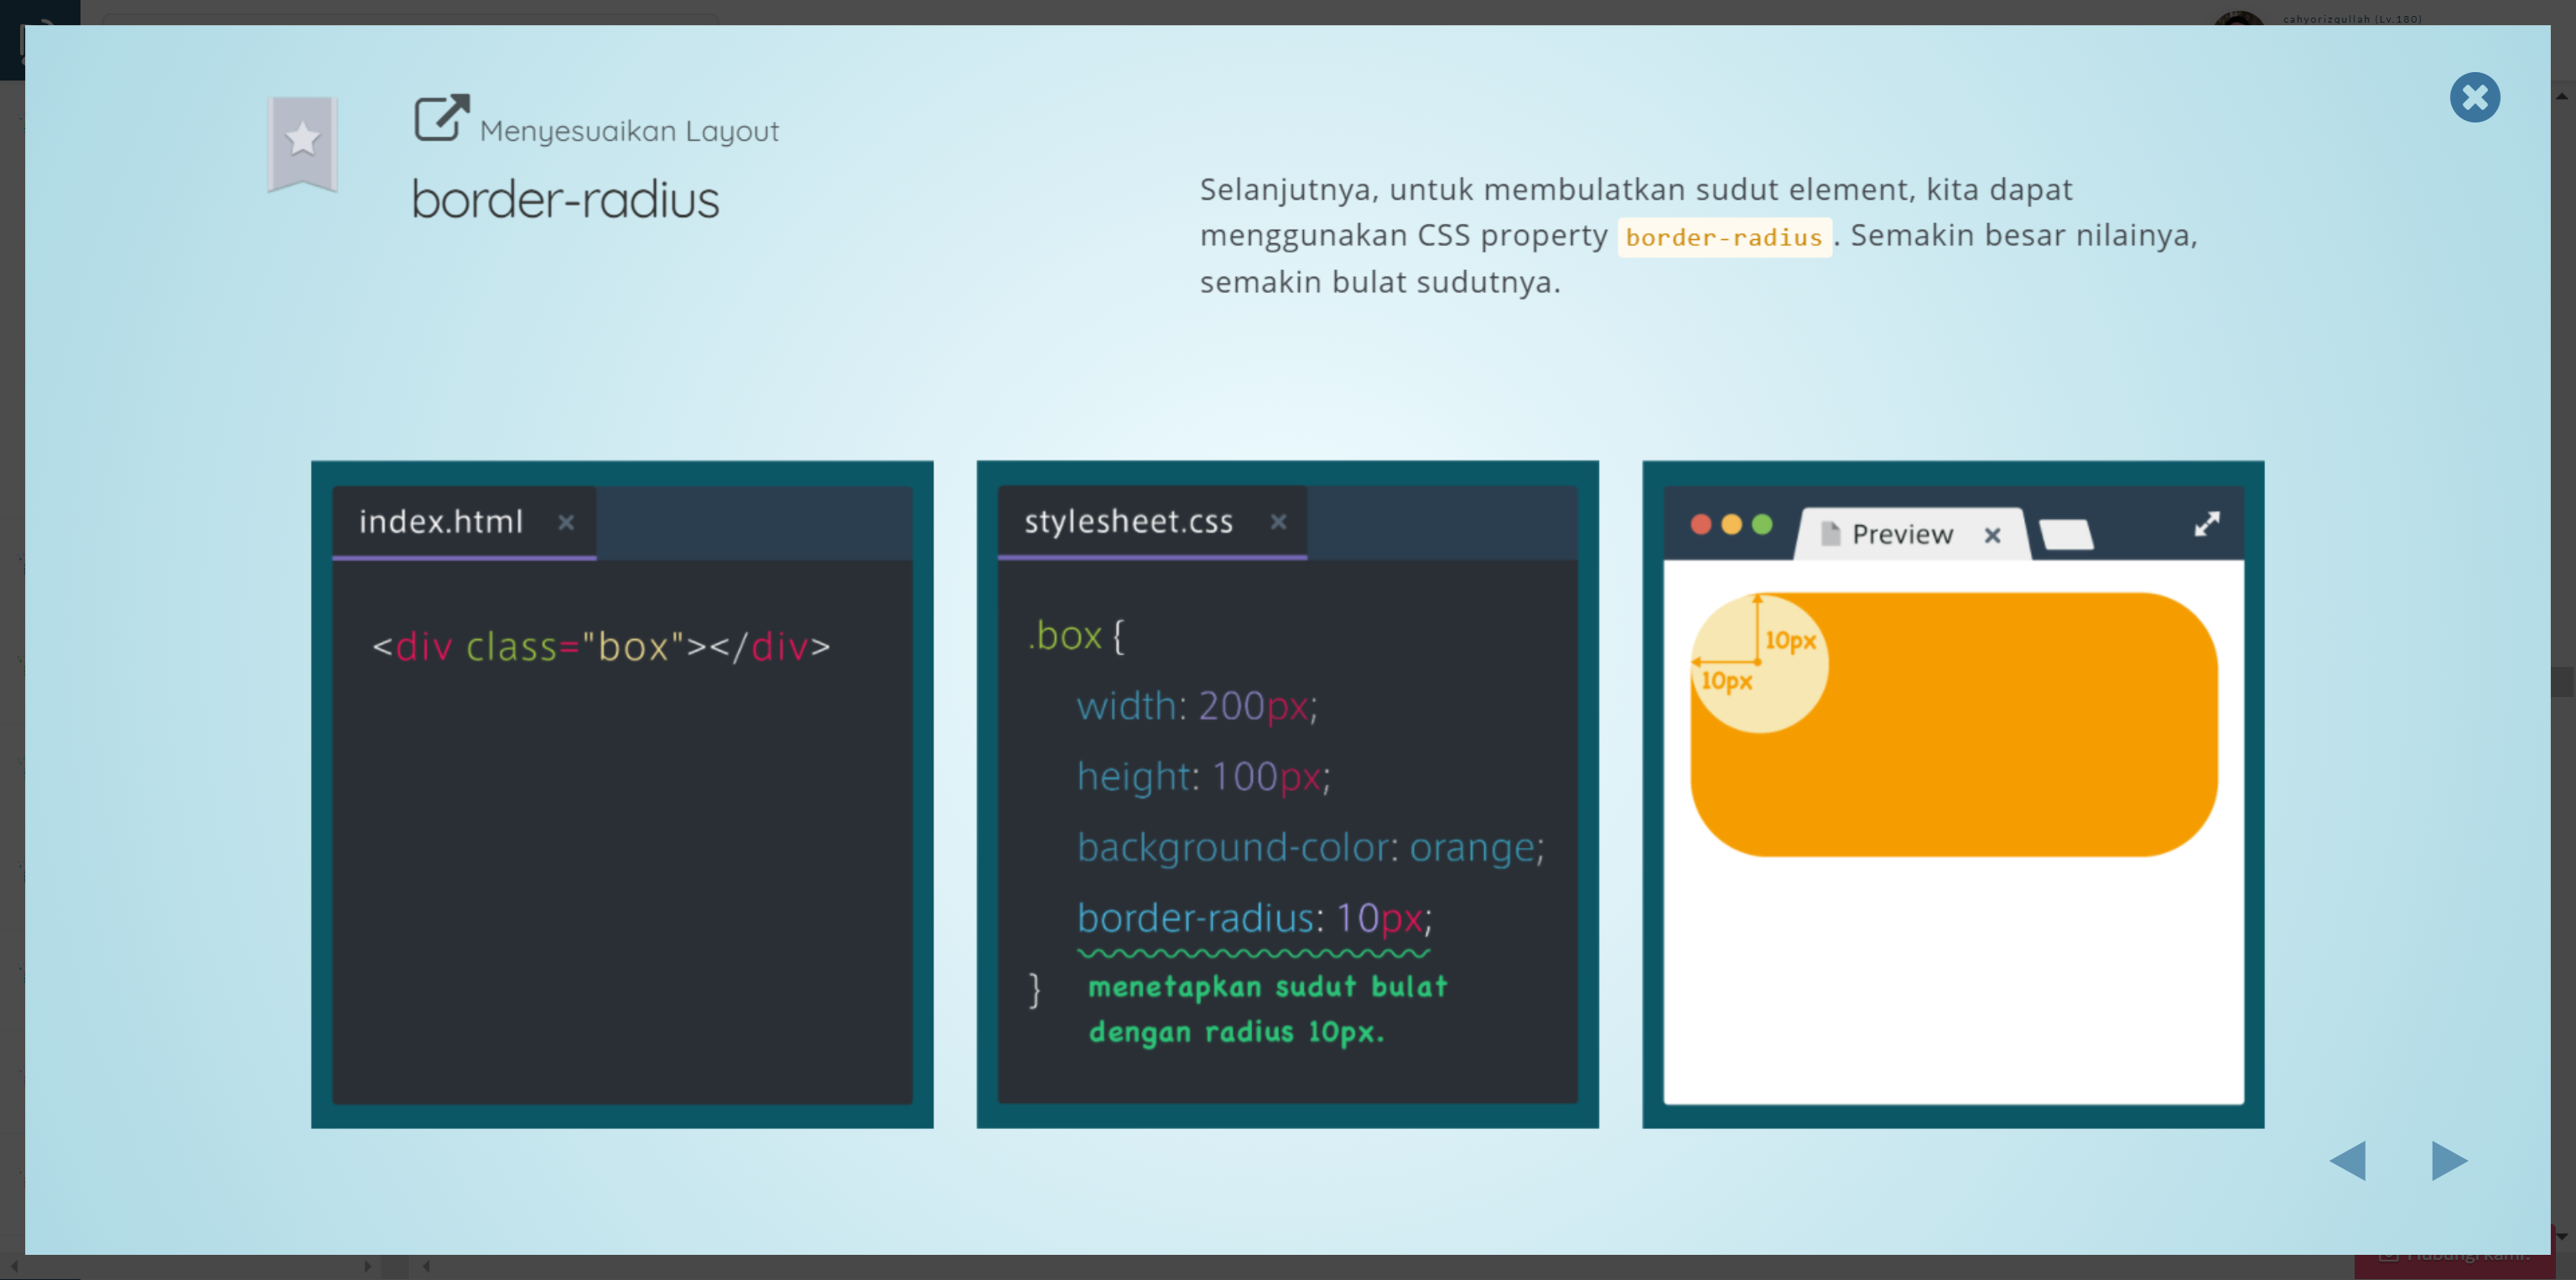 cahyorizqullah (Lv.180)
Menyesuaikan Layout
border-radius
Selanjutnya, untuk membulatkan sudut element, kita dapat
menggunakan CSS property border-radius. Semakin besar nilainya,
semakin bulat sudutnya.
index.html
<div class="box"></div>
stylesheet.css
.box {
width: 200px;
height: 100px;
background-color: orange;
border-radius: 10px;
}
menetapkan sudut bulat
dengan radius 10px.
Preview
10px
10px